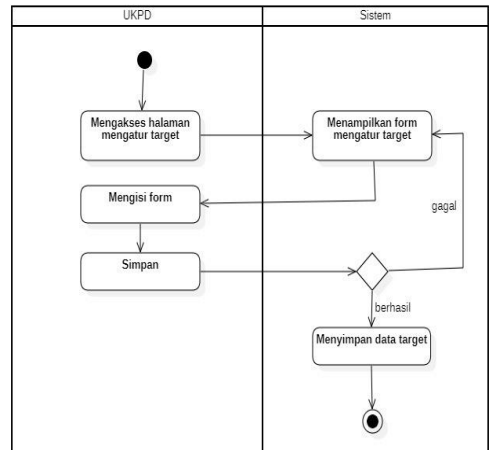 UKPD
Sistem
Mengakses halaman
mengatur target
Menampilkan form
mengatur target
Mengisi form
gagal
Simpan
berhasil
Menyimpan data target